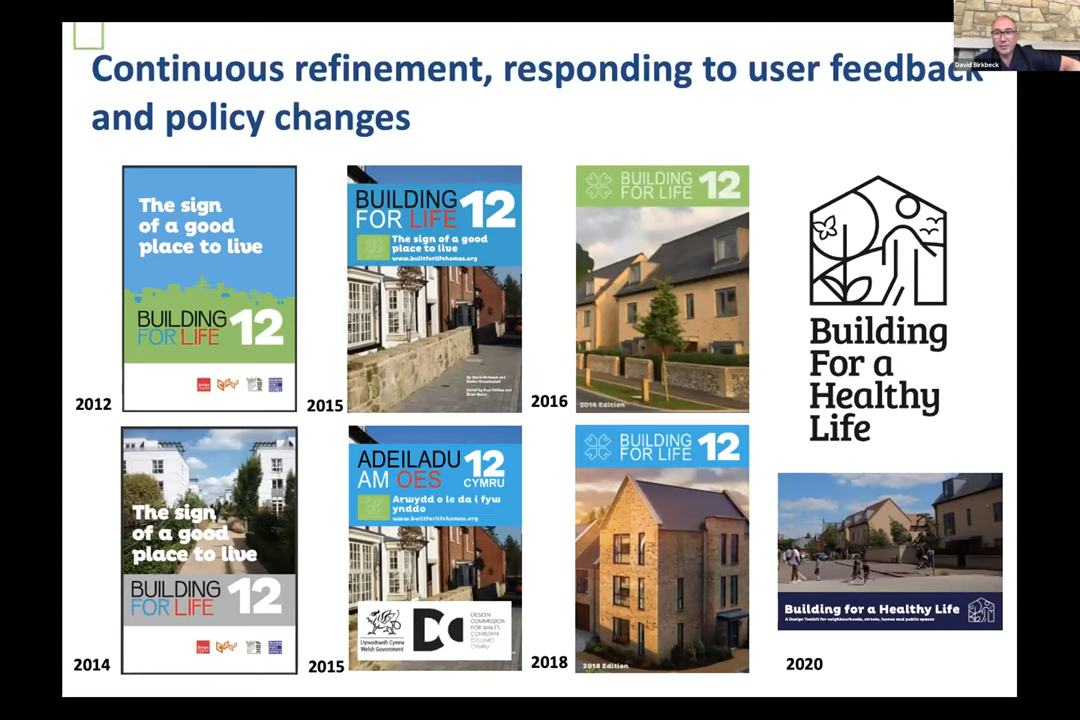 David Birkbeck
Continuous refinement, responding to user feedback
and policy changes
The sign
of a good
place to live
BUILDING
FOR LIFE 12
2012
BUILDING
FOR LIFE 12
The sign of a good
place to live
www.builtforlifehomes.org
2015
BUILDING
FOR LIFE 12
2016 Edition
2016
Building
For a
Healthy
Life
The sign
of a good
place to live
BUILDING
FOR LIFE 12
2014
ADEILADU 12
AM OES CYMRU
Arwydd o le da i fyw
ynddo
www.builtforlifehomes.org
Llywodraeth Cymru
Welsh Government
DC
DESIGN
COMMISSION
FOR WALES
COMISIWN
DYLUNIO
CYMRU
2015
BUILDING
FOR LIFE 12
2018 Edition
2018
Building for a Healthy Life
A Design Toolkit for neighbourhoods, streets, homes and public spaces
2020